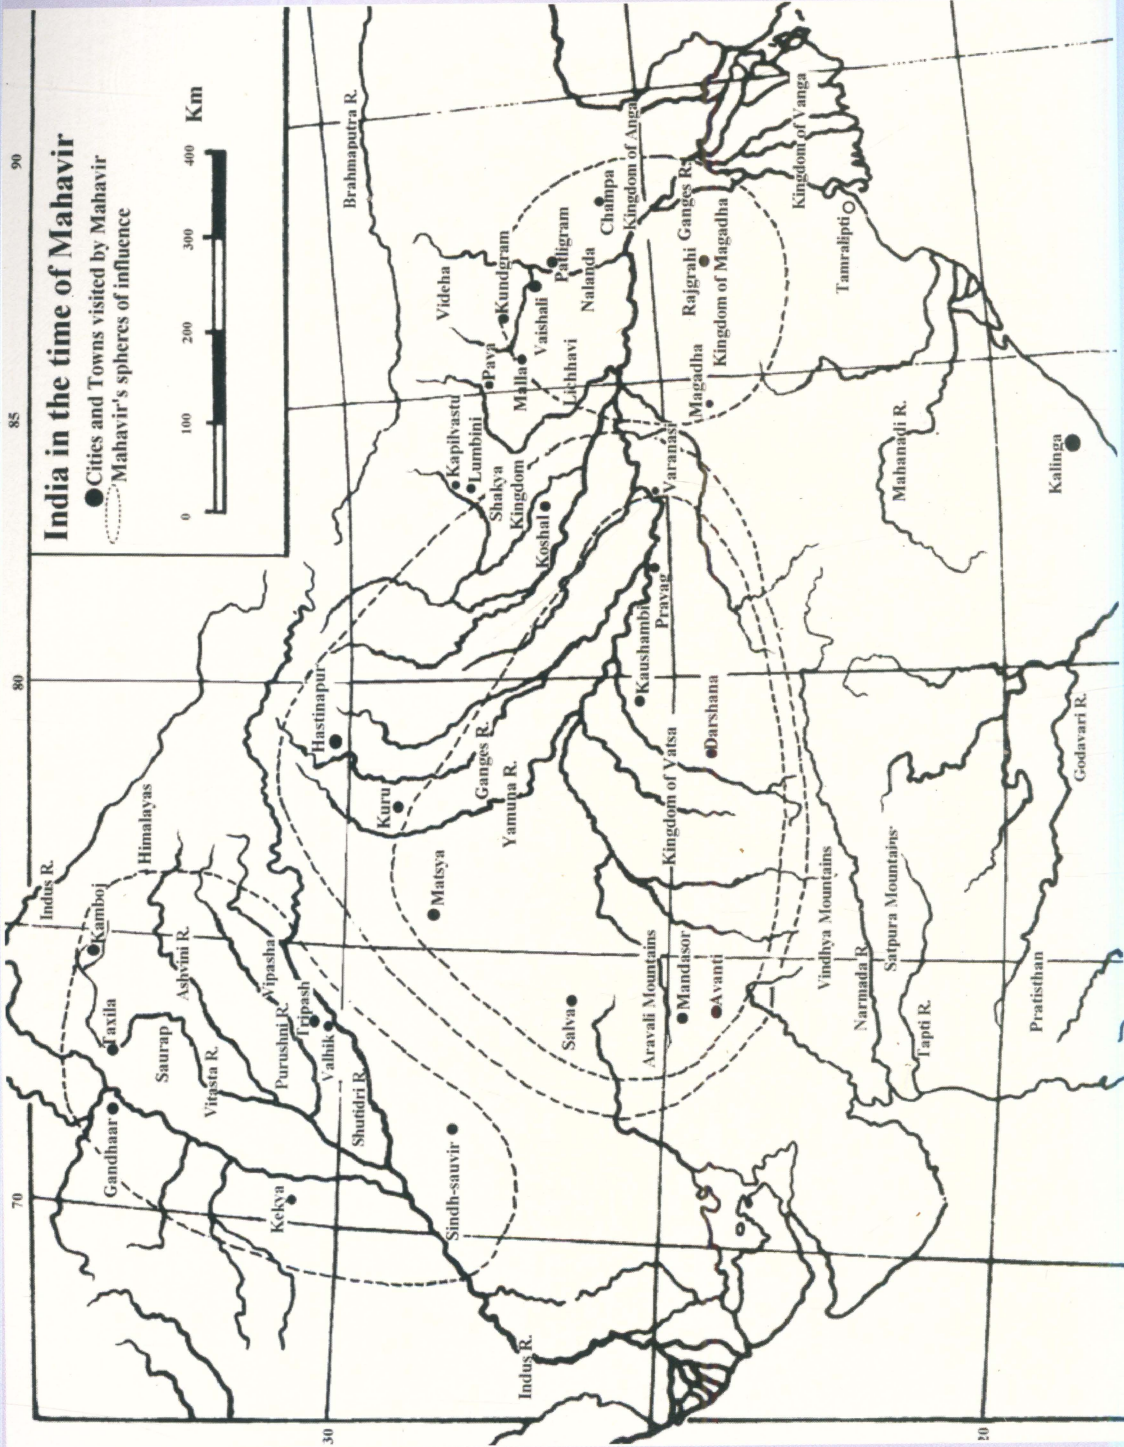 India in the time of Mahavir
Cities and Towns visited by Mahavir
Mahavir's spheres of influence
0 100 200 300 400
Km
70
80
85
90
30
20
Indus R.
Kamboj
Himalayas
Brahmaputra R.
Gandhaar
Taxila
Saurap
Ashvini R.
Vitasta R.
Kekya
Purushni R.
Vipasha
Tripash
Valhik
Shutidri R.
Hastinapur
Kuru
Sindh-sauvir
Matsya
Ganges R.
Yamuna R.
Kapilvastu
Lumbini
Shakya
Kingdom
Koshal
Pava
Malla
Videha
Kundgram
Vaishali
Patligram
Lichhavi
Nalanda
Champa
Kingdom of Anga
Indus R.
Salva
Kaushambi
Prayag
Varanasi
Magadha
Rajgrahi
Ganges R.
Kingdom of Magadha
Kingdom of Vatsa
Darshana
Aravali Mountains
Mandasor
Avanti
Kingdom of Vanga
Tamralipti
Vindhya Mountains
Narmada R.
Satpura Mountains
Tapti R.
Mahanadi R.
Kalinga
Pratisthan
Godavari R.